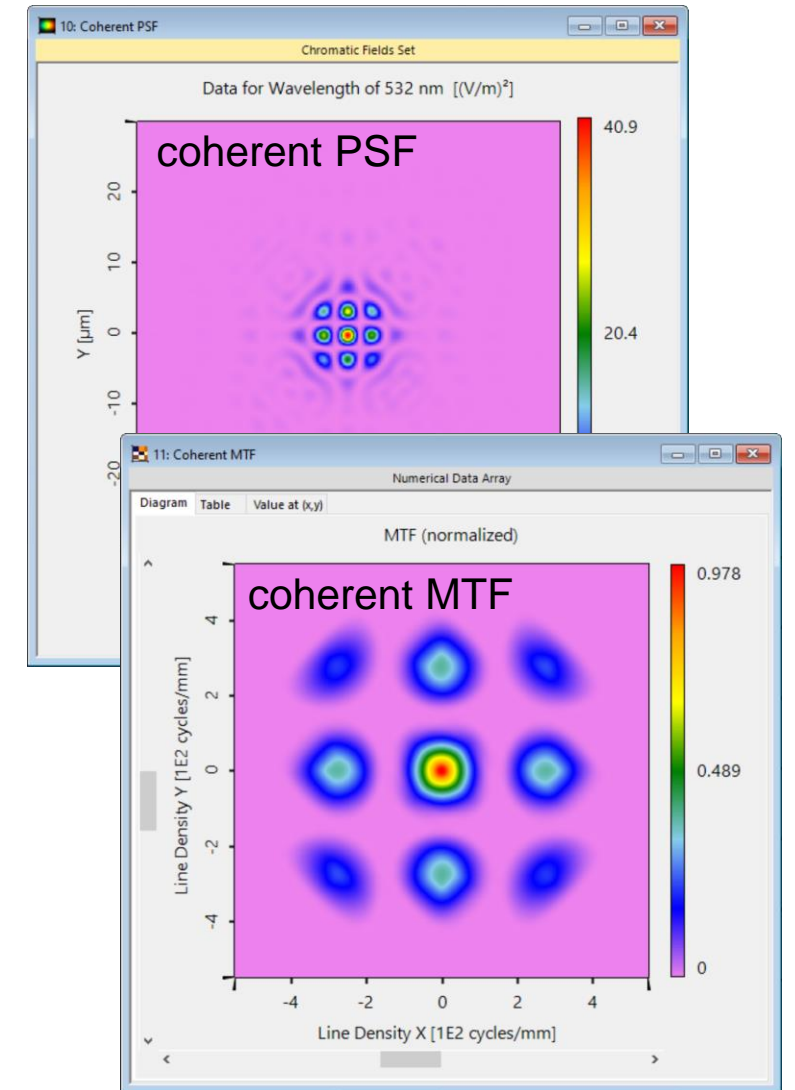 10: Coherent PSF
Chromatic Fields Set
Data for Wavelength of 532 nm [(V/m)²]
coherent PSF
40.9
20.4
Y [µm]
20
10
0
-10
-20
11: Coherent MTF
Numerical Data Array
Diagram Table Value at (x,y)
MTF (normalized)
coherent MTF
0.978
0.489
0
Line Density Y [1E2 cycles/mm]
4
2
0
-2
-4
-4 -2 0 2 4
Line Density X [1E2 cycles/mm]